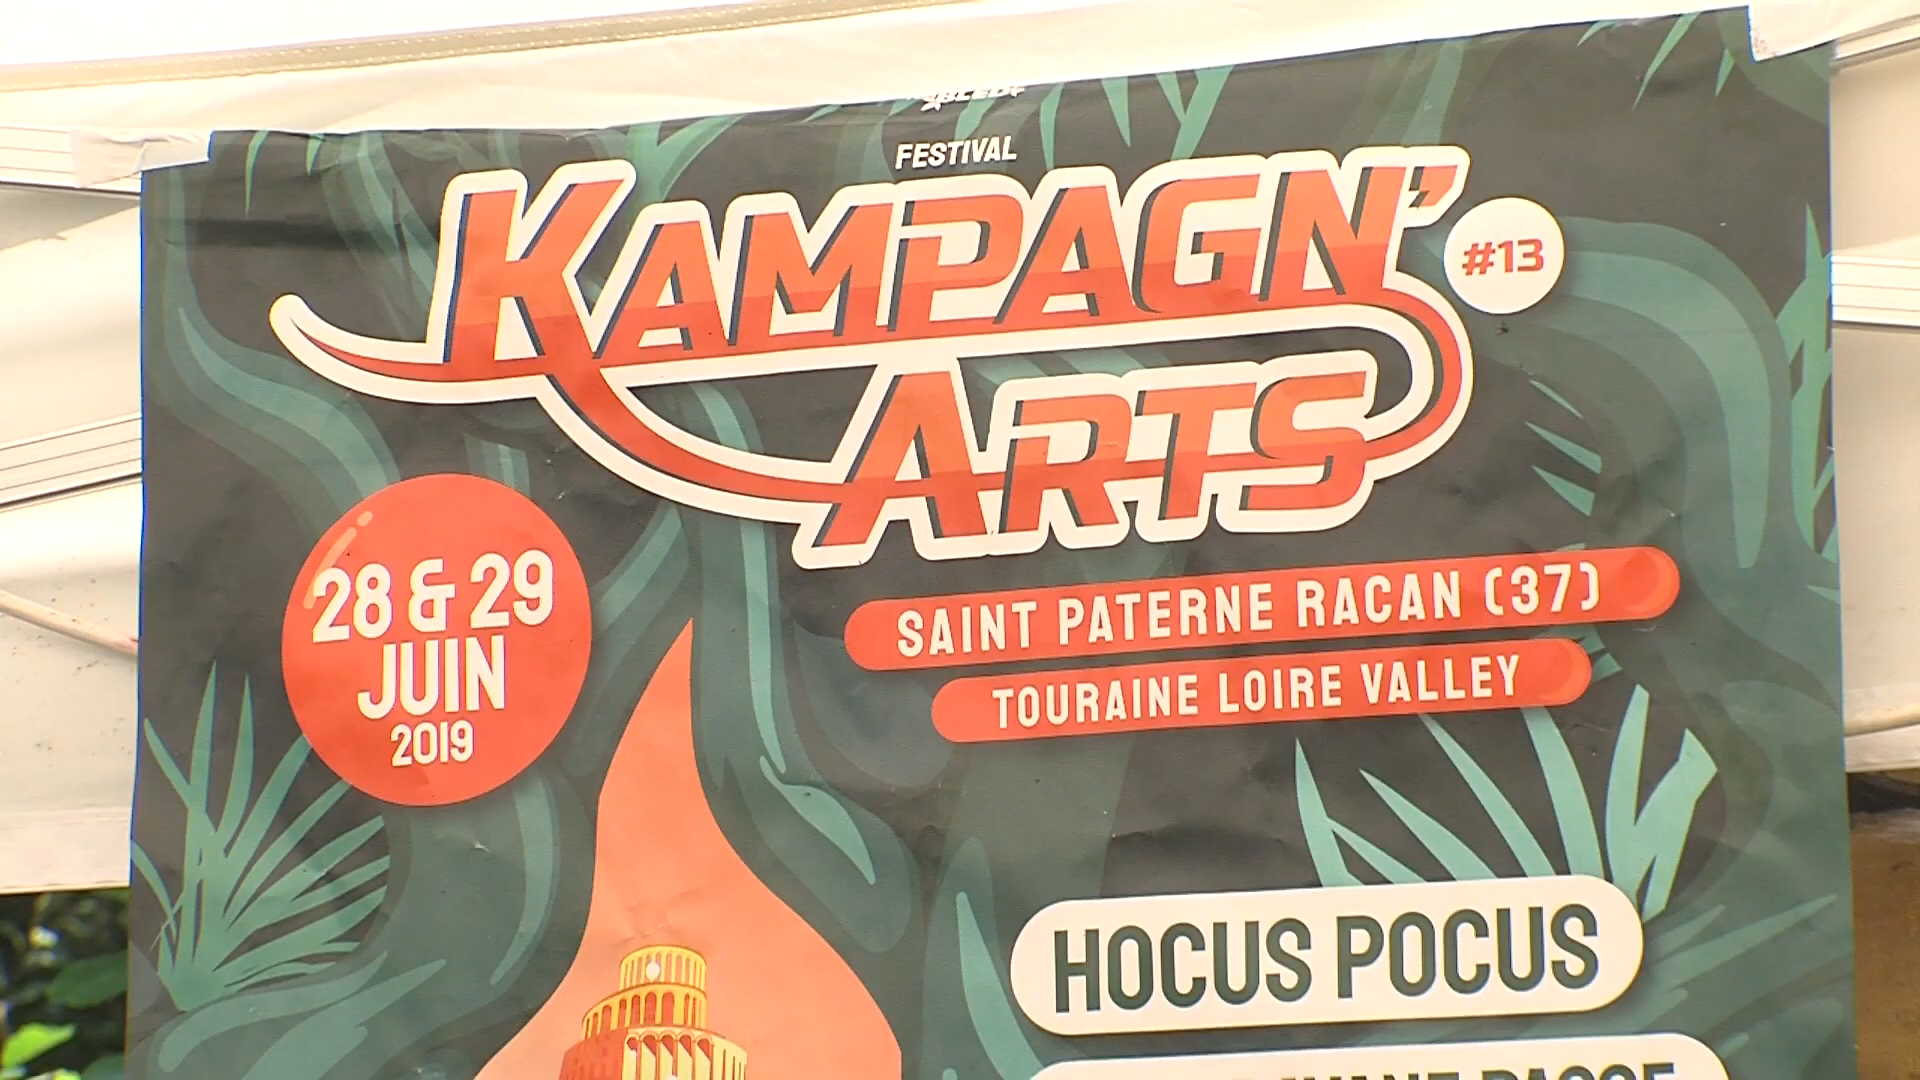 FESTIVAL
KAMPAGN'
ARTS
#13
28 & 29
JUIN
2019
SAINT PATERNE RACAN (37)
TOURAINE LOIRE VALLEY
HOCUS POCUS